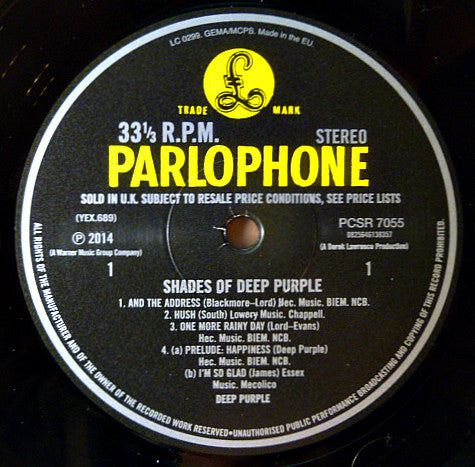 LC 0299. GEMA/MCPS. Made in the EU.
£
TRADE MARK
33⅓ R.P.M. STEREO
PARLOPHONE
SOLD IN U.K. SUBJECT TO RESALE PRICE CONDITIONS, SEE PRICE LISTS
(YEX.689) PCSR 7055
℗ 2014 0825646138357
(A Warner Music Group Company) (A Derek Lawrence Production)
1 1
SHADES OF DEEP PURPLE
1. AND THE ADDRESS (Blackmore–Lord) Hec. Music. BIEM. NCB.
2. HUSH (South) Lowery Music. Chappell.
3. ONE MORE RAINY DAY (Lord–Evans)
Hec. Music. BIEM. NCB.
4. (a) PRELUDE: HAPPINESS (Deep Purple)
Hec. Music. BIEM. NCB.
(b) I'M SO GLAD (James) Essex
Music. Mecolico
DEEP PURPLE
ALL RIGHTS OF THE MANUFACTURER AND OF THE OWNER OF THE RECORDED WORK RESERVED•UNAUTHORISED PUBLIC PERFORMANCE BROADCASTING AND COPYING OF THIS RECORD PROHIBITED.